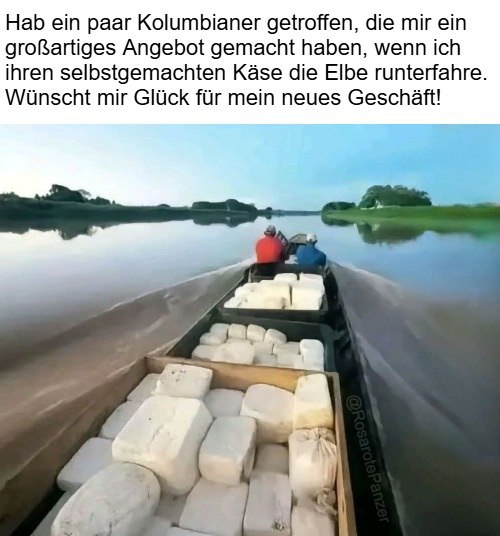 Hab ein paar Kolumbianer getroffen, die mir ein
großartiges Angebot gemacht haben, wenn ich
ihren selbstgemachten Käse die Elbe runterfahre.
Wünscht mir Glück für mein neues Geschäft!
@RosarotePanzer